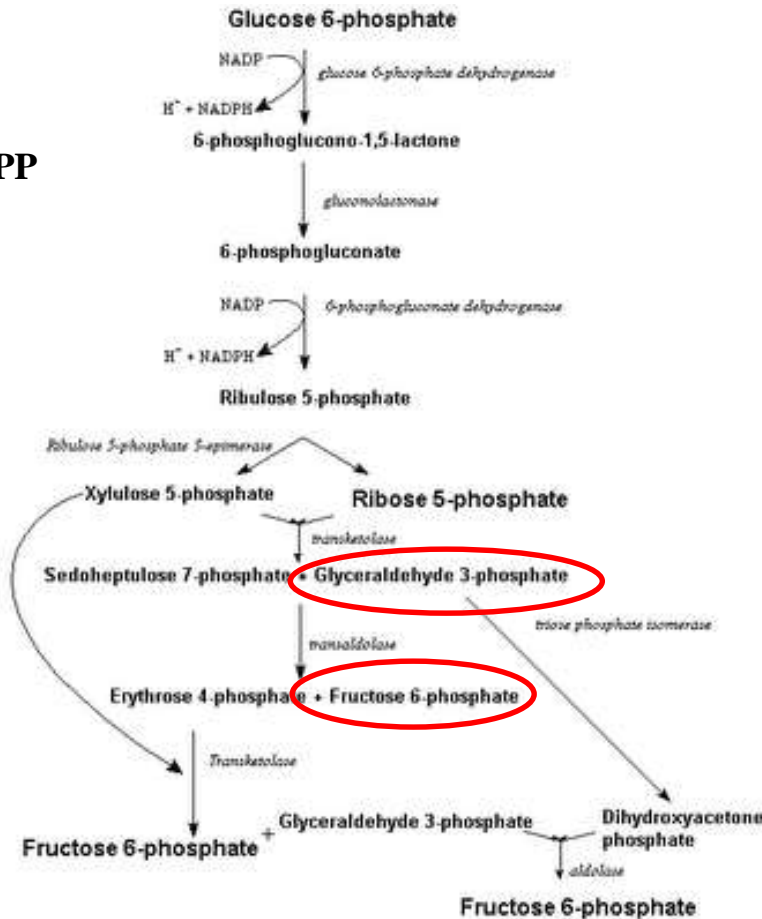 Glucose 6-phosphate
NADP
glucose 6-phosphate dehydrogenase
H⁺ + NADPH
6-phosphoglucono-1,5-lactone
PP
gluconolactonase
6-phosphogluconate
NADP
6-phosphogluconate dehydrogenase
H⁺ + NADPH
Ribulose 5-phosphate
Ribulose 5-phosphate 5-epimerase
Xylulose 5-phosphate
Ribose 5-phosphate
transketolase
Sedoheptulose 7-phosphate + Glyceraldehyde 3-phosphate
triose phosphate isomerase
transaldolase
Erythrose 4-phosphate + Fructose 6-phosphate
Transketolase
Fructose 6-phosphate + Glyceraldehyde 3-phosphate
Dihydroxyacetone
phosphate
aldolase
Fructose 6-phosphate